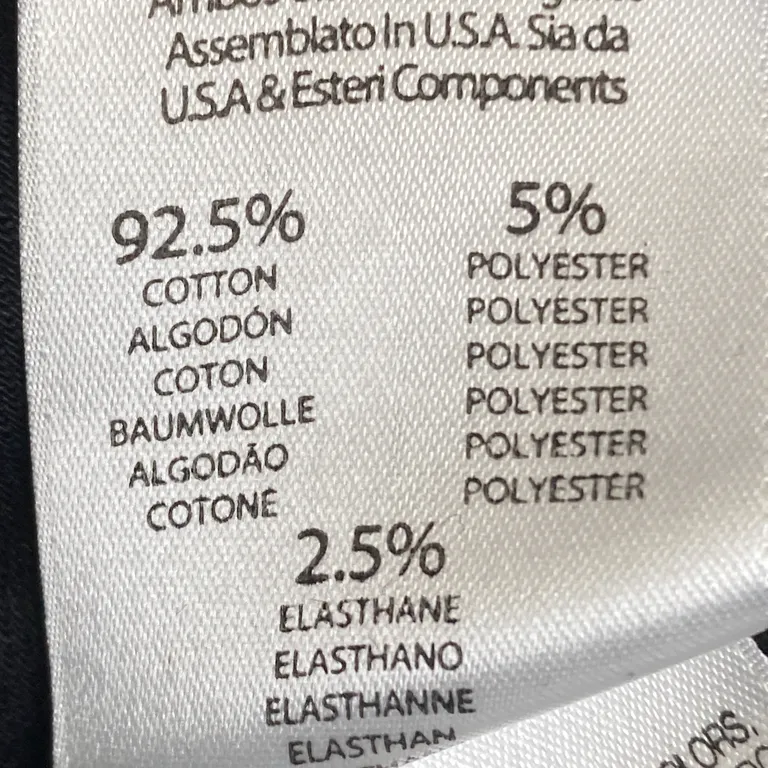 Assemblato In U.S.A. Sia da
U.S.A & Esteri Components
92.5%
COTTON
ALGODÓN
COTON
BAUMWOLLE
ALGODÃO
COTONE
5%
POLYESTER
POLYESTER
POLYESTER
POLYESTER
POLYESTER
POLYESTER
2.5%
ELASTHANE
ELASTHANO
ELASTHANNE
ELASTHAN